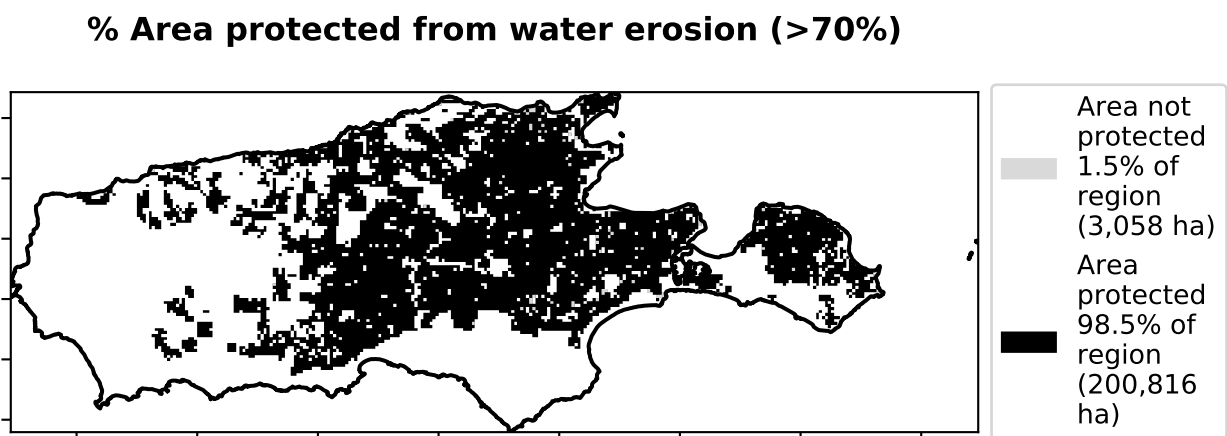 % Area protected from water erosion (>70%)
Area not
protected
1.5% of
region
(3,058 ha)
Area
protected
98.5% of
region
(200,816
ha)